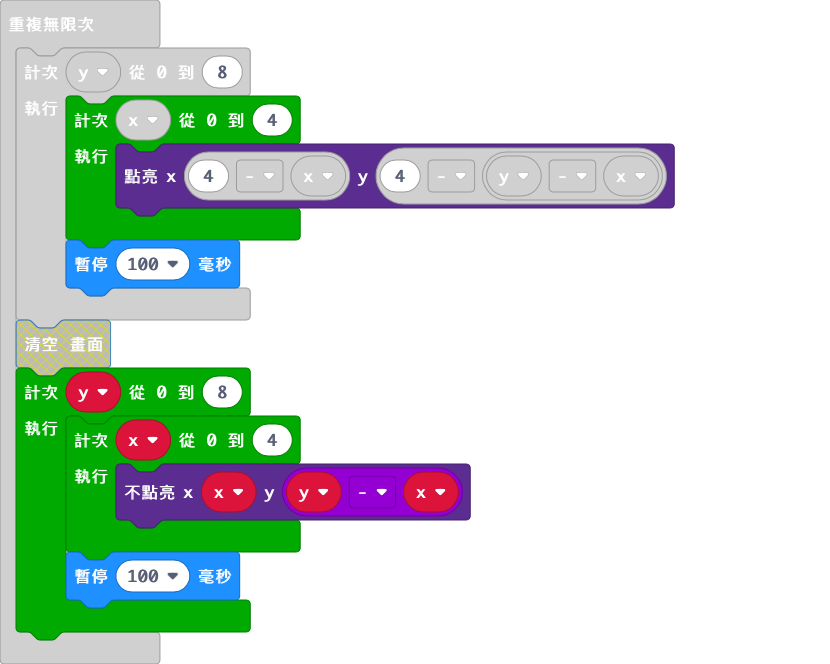 重複無限次
計次 y 從 0 到 8
執行
計次 x 從 0 到 4
執行
點亮 x 4 - x y 4 - y - x
暫停 100 毫秒
清空 畫面
計次 y 從 0 到 8
執行
計次 x 從 0 到 4
執行
不點亮 x x y y - x
暫停 100 毫秒